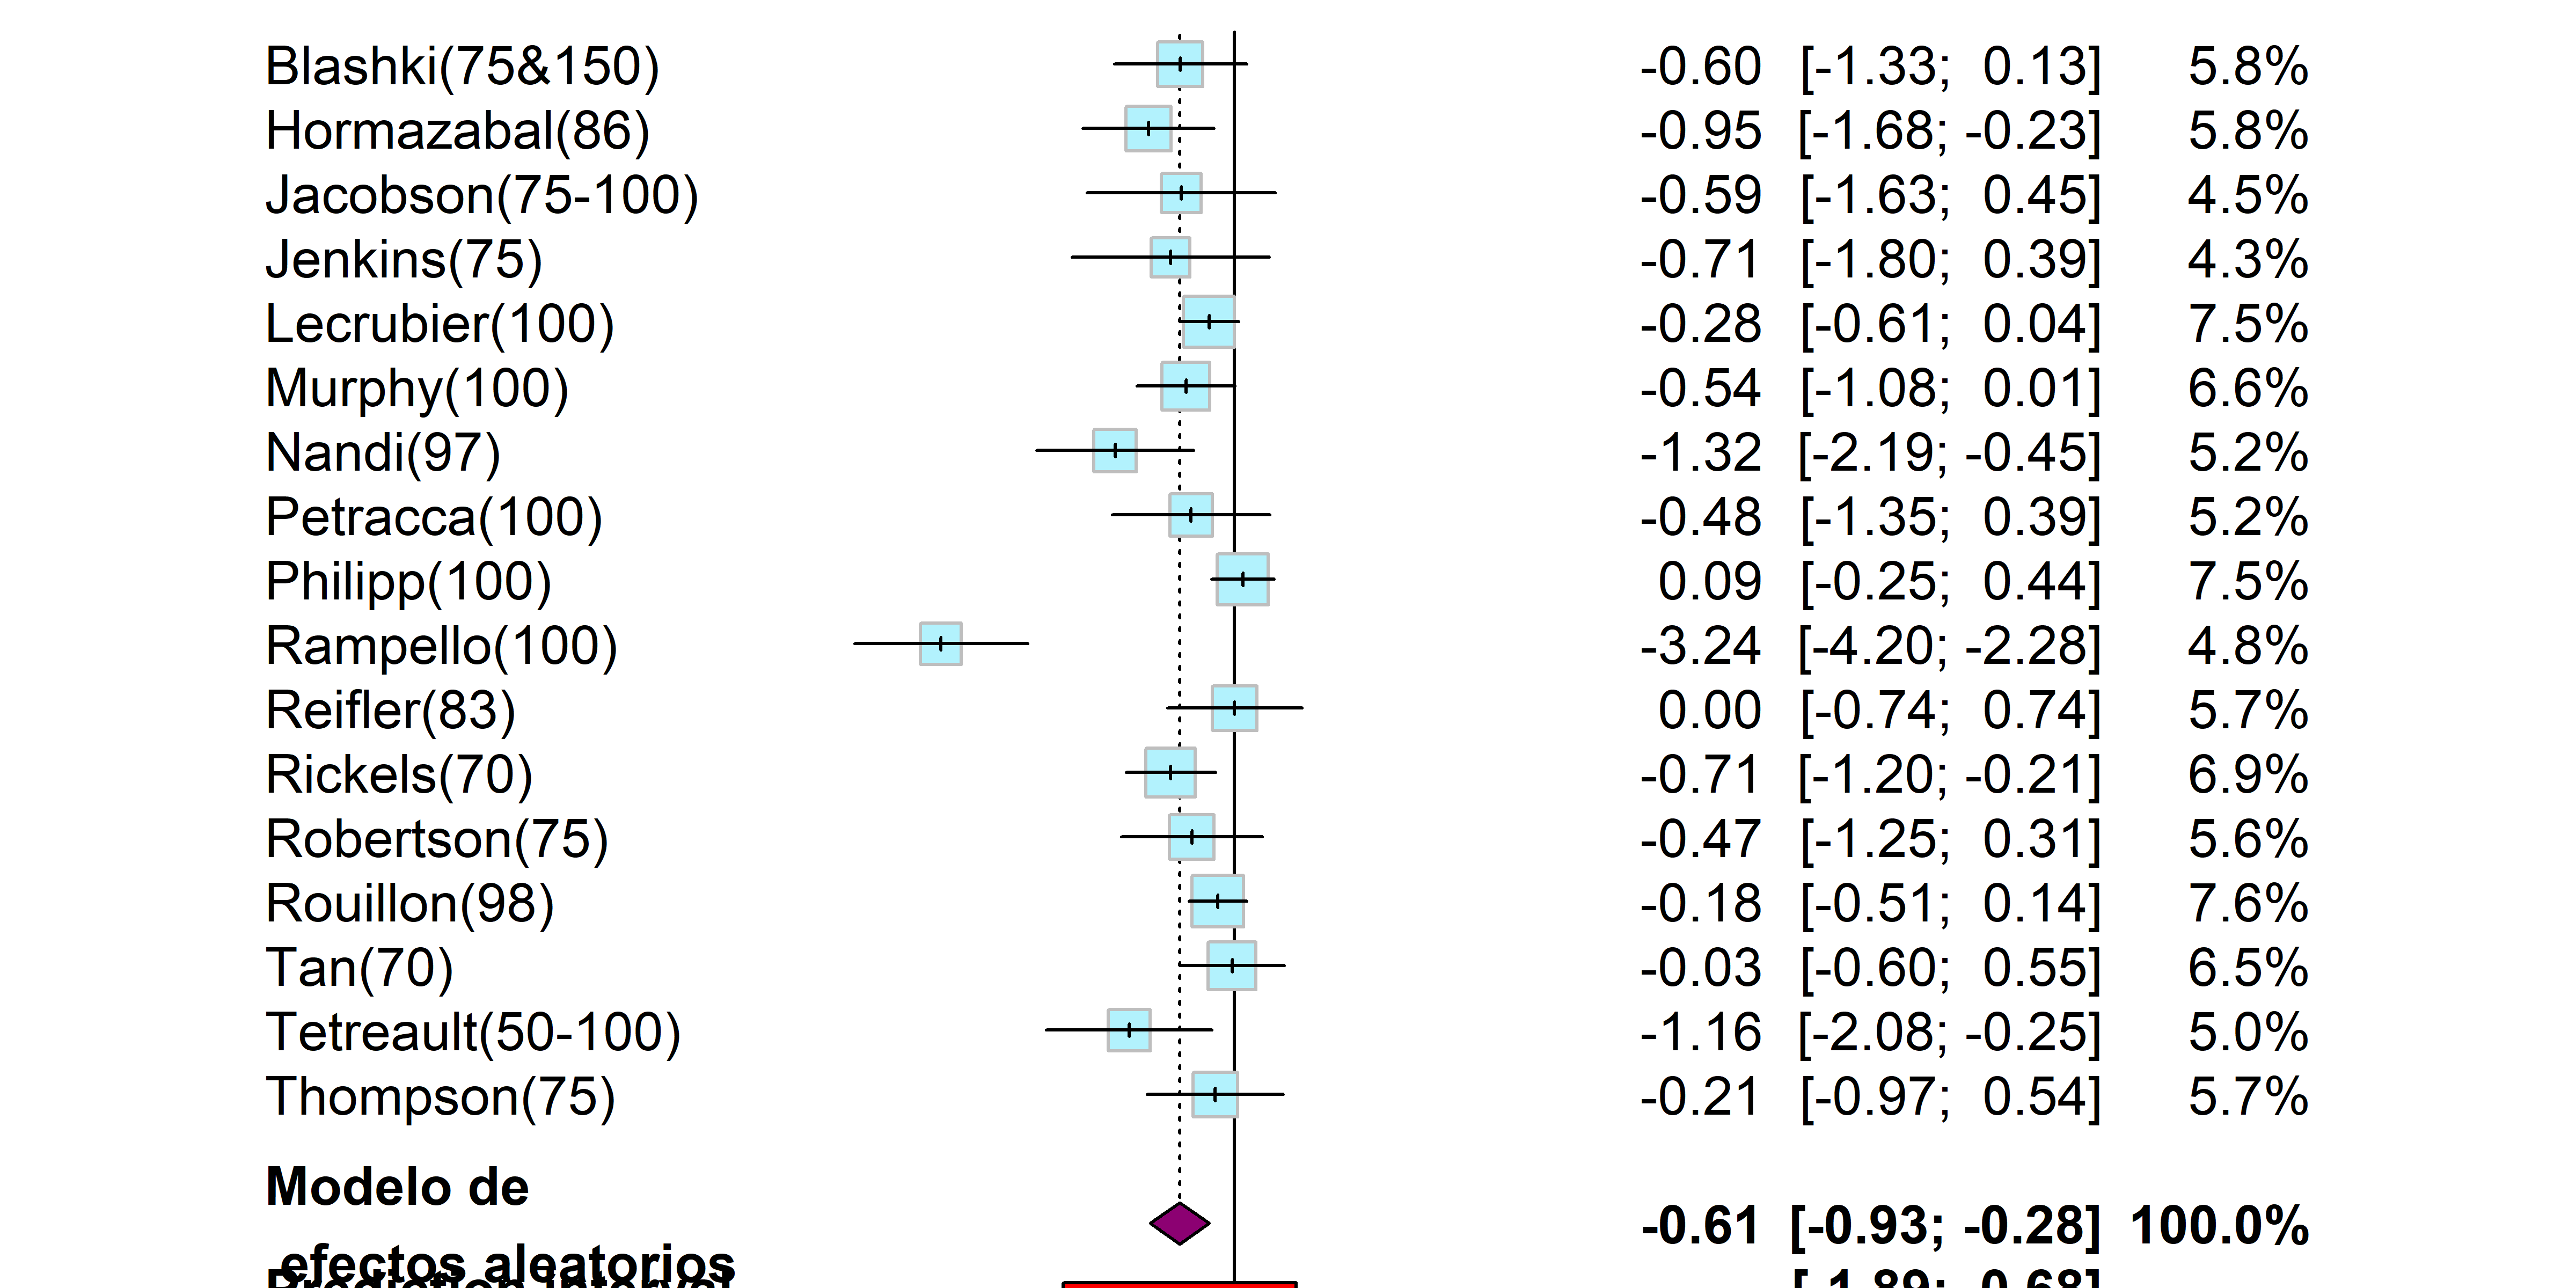 Blashki(75&150) -0.60 [-1.33; 0.13] 5.8%
Hormazabal(86) -0.95 [-1.68; -0.23] 5.8%
Jacobson(75-100) -0.59 [-1.63; 0.45] 4.5%
Jenkins(75) -0.71 [-1.80; 0.39] 4.3%
Lecrubier(100) -0.28 [-0.61; 0.04] 7.5%
Murphy(100) -0.54 [-1.08; 0.01] 6.6%
Nandi(97) -1.32 [-2.19; -0.45] 5.2%
Petracca(100) -0.48 [-1.35; 0.39] 5.2%
Philipp(100) 0.09 [-0.25; 0.44] 7.5%
Rampello(100) -3.24 [-4.20; -2.28] 4.8%
Reifler(83) 0.00 [-0.74; 0.74] 5.7%
Rickels(70) -0.71 [-1.20; -0.21] 6.9%
Robertson(75) -0.47 [-1.25; 0.31] 5.6%
Rouillon(98) -0.18 [-0.51; 0.14] 7.6%
Tan(70) -0.03 [-0.60; 0.55] 6.5%
Tetreault(50-100) -1.16 [-2.08; -0.25] 5.0%
Thompson(75) -0.21 [-0.97; 0.54] 5.7%
Modelo de
-0.61 [-0.93; -0.28] 100.0%
efectos aleatorios
Prediction interval [-1.89; 0.68]